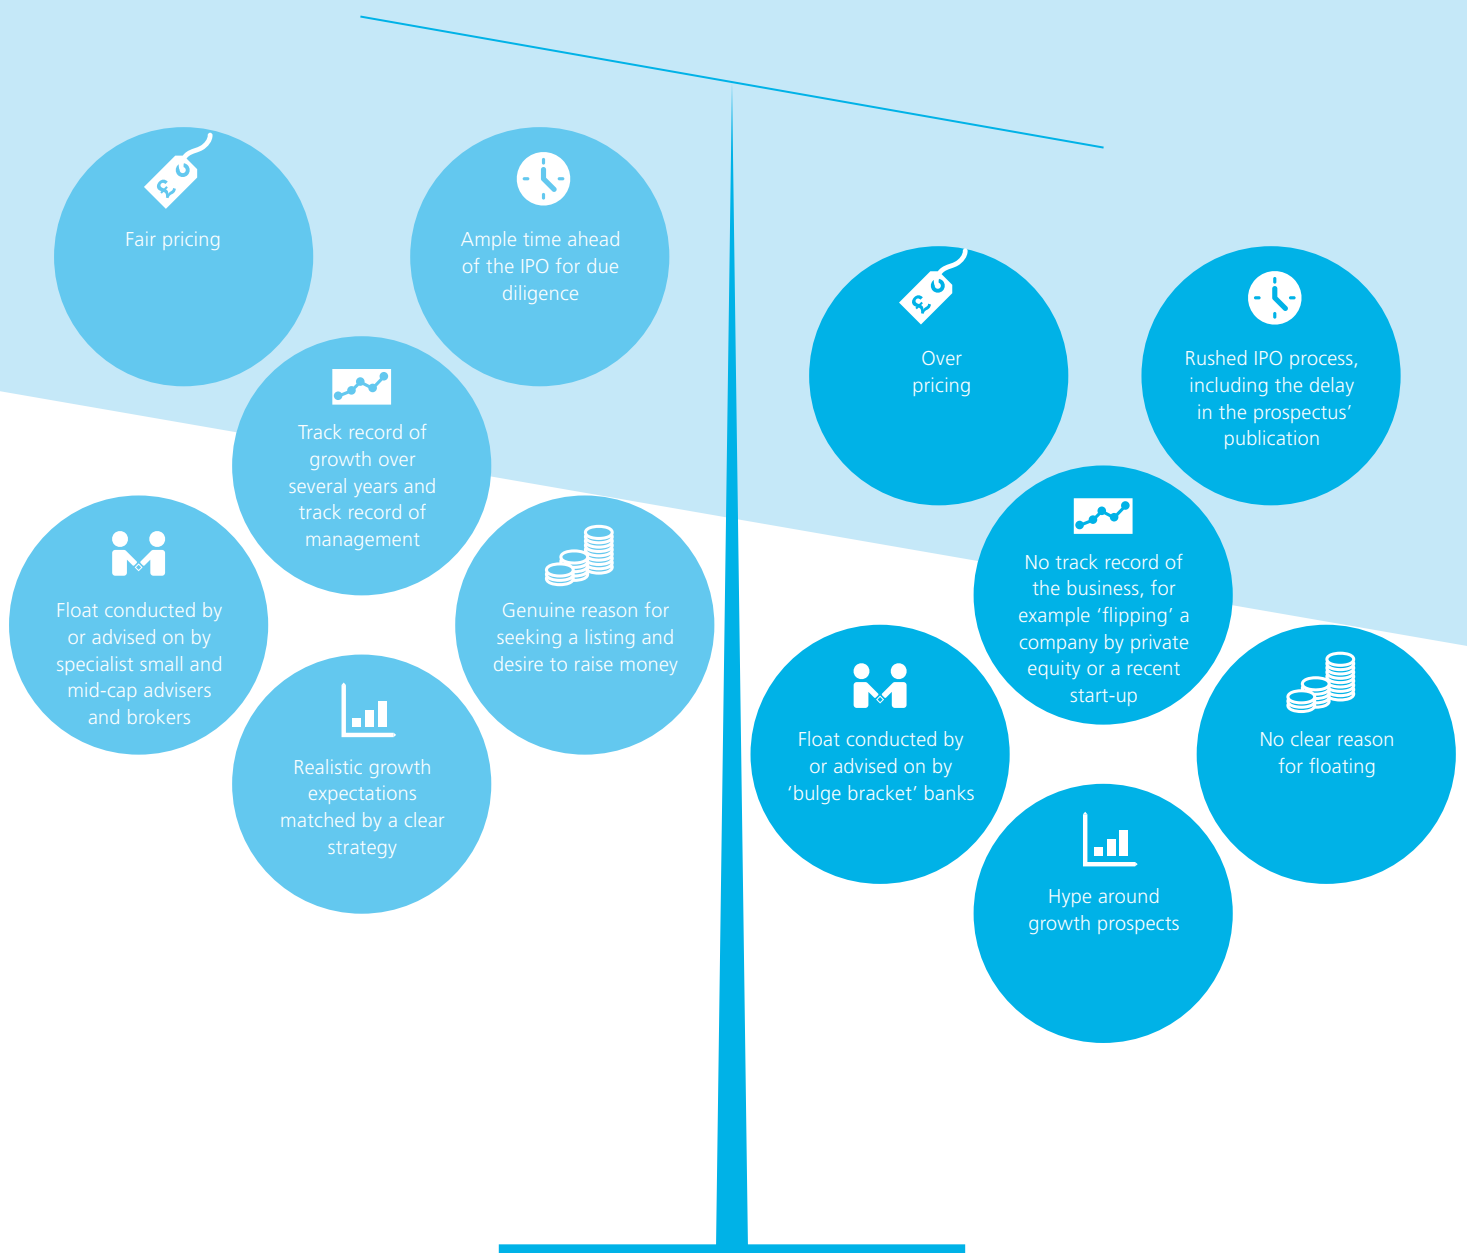 Fair pricing
Ample time ahead
of the IPO for due
diligence
Track record of
growth over
several years and
track record of
management
Float conducted by
or advised on by
specialist small and
mid-cap advisers
and brokers
Genuine reason for
seeking a listing and
desire to raise money
Realistic growth
expectations
matched by a clear
strategy
Over
pricing
Rushed IPO process,
including the delay
in the prospectus’
publication
No track record of
the business, for
example ‘flipping’ a
company by private
equity or a recent
start-up
Float conducted by
or advised on by
‘bulge bracket’ banks
No clear reason
for floating
Hype around
growth prospects